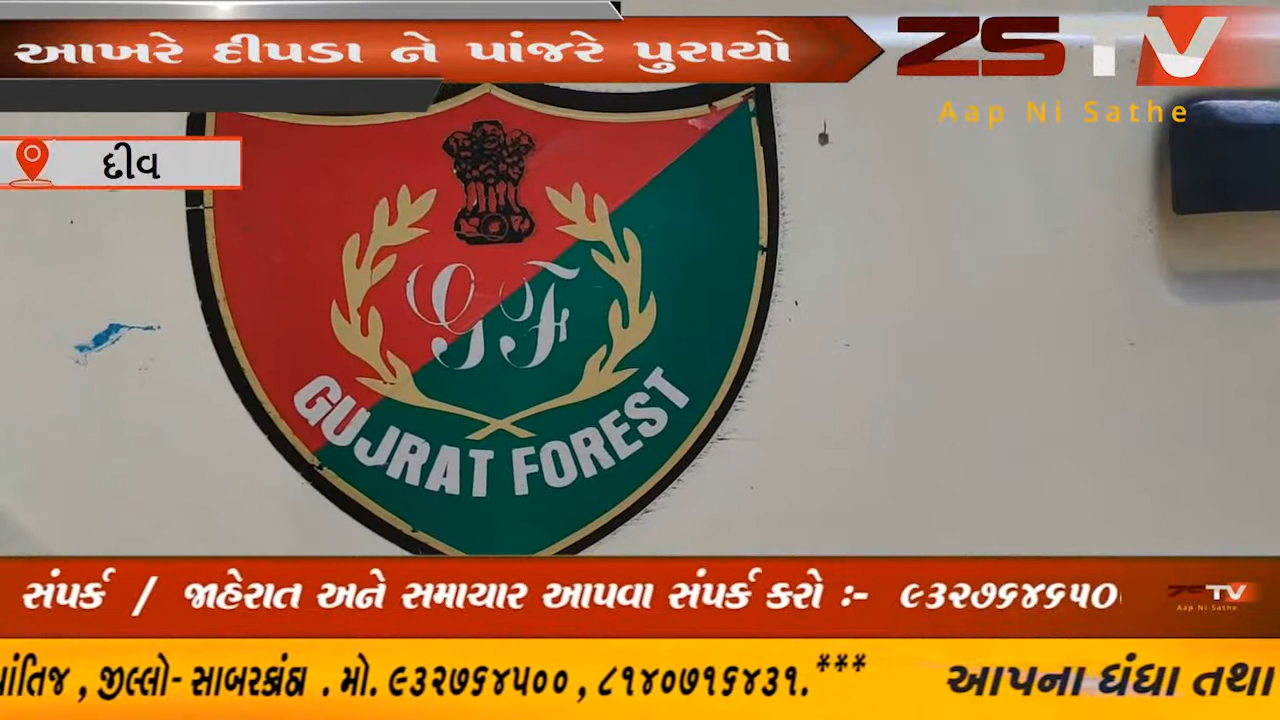 આખરે દીપડા ને પાંજરે પુરાયો
ZSTV
Aap Ni Sathe
દીવ
GF
GUJRAT FOREST
સંપર્ક / જાહેરાત અને સમાચાર આપવા સંપર્ક કરો :- ૯૩૨૭૬૪૬૫૦
ZSTV
Aap Ni Sathe
, જીલ્લો- સાબરકાંઠા . મો. ૯૩૨૭૬૪૫૦૦ , ૮૧૪૦૭૧૬૪૩૧.*** આપના ધંધા તથા